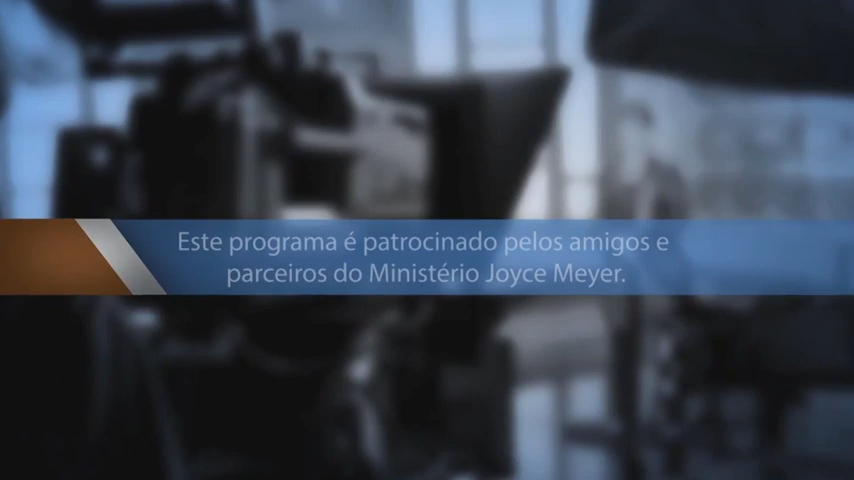 Este programa é patrocinado pelos amigos e
parceiros do Ministério Joyce Meyer.